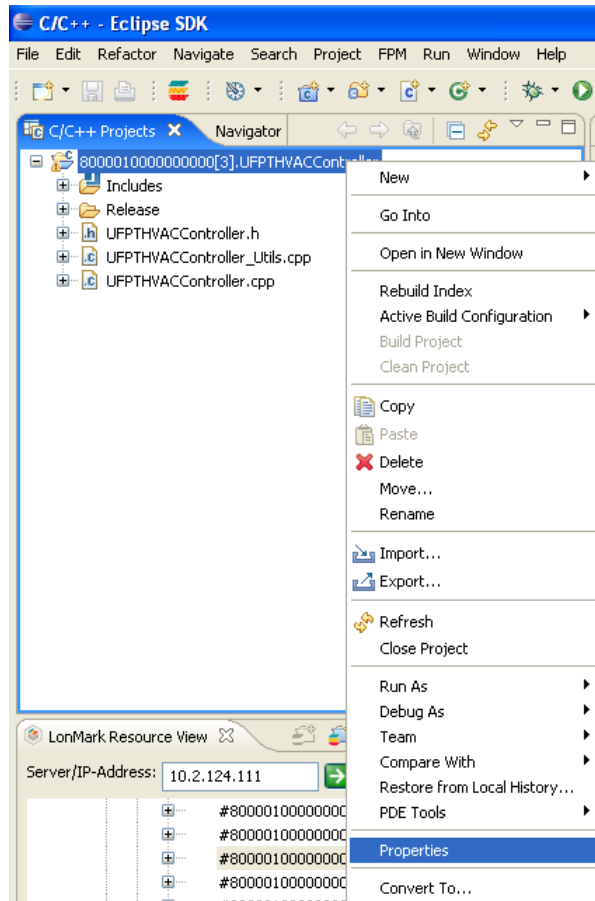 C/C++ - Eclipse SDK
File Edit Refactor Navigate Search Project FPM Run Window Help
C/C++ Projects Navigator
8000010000000000[3].UFPTHVACController
Includes
Release
UFPTHVACController.h
UFPTHVACController_Utils.cpp
UFPTHVACController.cpp
New
Go Into
Open in New Window
Rebuild Index
Active Build Configuration
Build Project
Clean Project
Copy
Paste
Delete
Move...
Rename
Import...
Export...
Refresh
Close Project
Run As
Debug As
Team
Compare With
Restore from Local History...
PDE Tools
Properties
Convert To...
LonMark Resource View
Server/IP-Address: 10.2.124.111
#80000100000000
#80000100000000
#80000100000000
#80000100000000